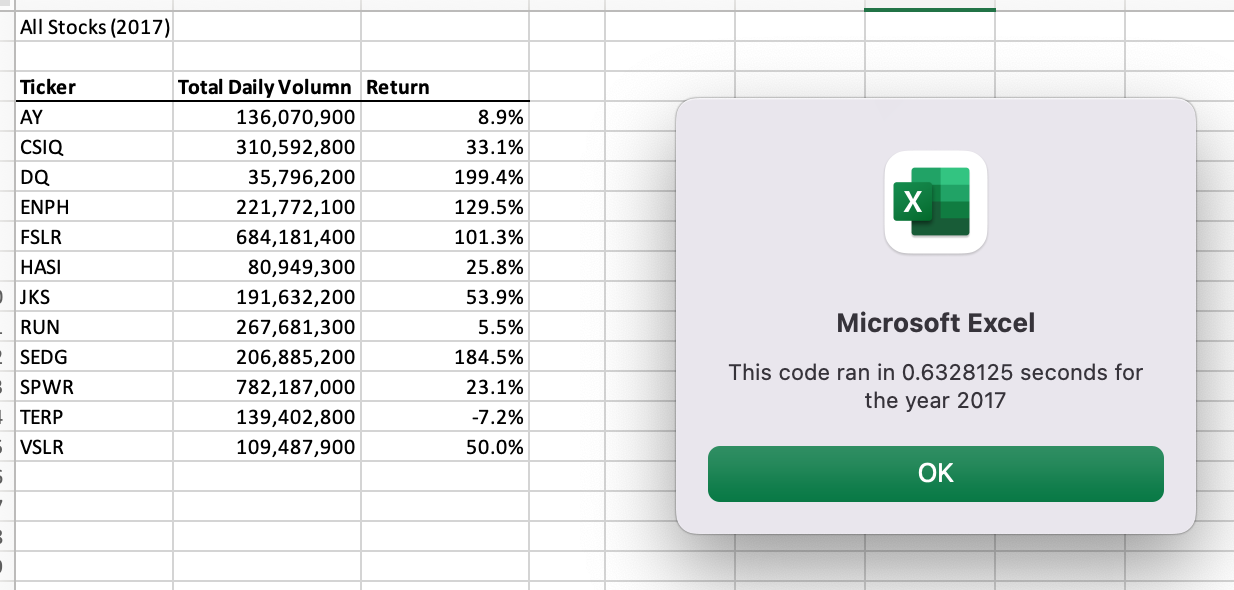 All Stocks (2017)
Ticker Total Daily Volumn Return
AY 136,070,900 8.9%
CSIQ 310,592,800 33.1%
DQ 35,796,200 199.4%
ENPH 221,772,100 129.5%
FSLR 684,181,400 101.3%
HASI 80,949,300 25.8%
JKS 191,632,200 53.9%
RUN 267,681,300 5.5%
SEDG 206,885,200 184.5%
SPWR 782,187,000 23.1%
TERP 139,402,800 -7.2%
VSLR 109,487,900 50.0%
X
Microsoft Excel
This code ran in 0.6328125 seconds for
the year 2017
OK